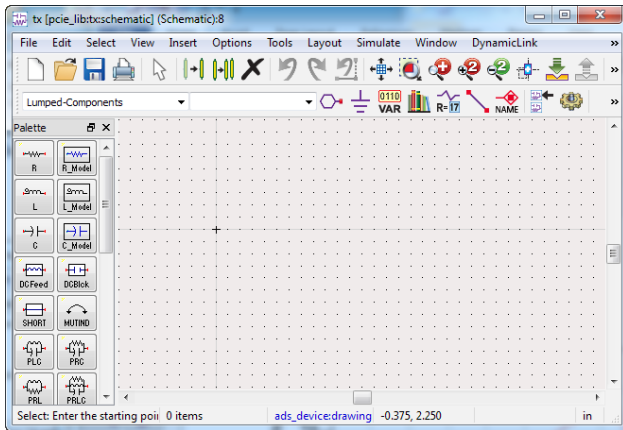 tx [pcie_lib:tx:schematic] (Schematic):8
File Edit Select View Insert Options Tools Layout Simulate Window DynamicLink »
»
Lumped-Components 0110 VAR R= 17 NAME »
Palette
R R_Model
L L_Model
C C_Model
DCFeed DCBlck
SHORT MUTIND
PLC PRC
PRL PRLC
Select: Enter the starting poi 0 items ads_device:drawing -0.375, 2.250 in